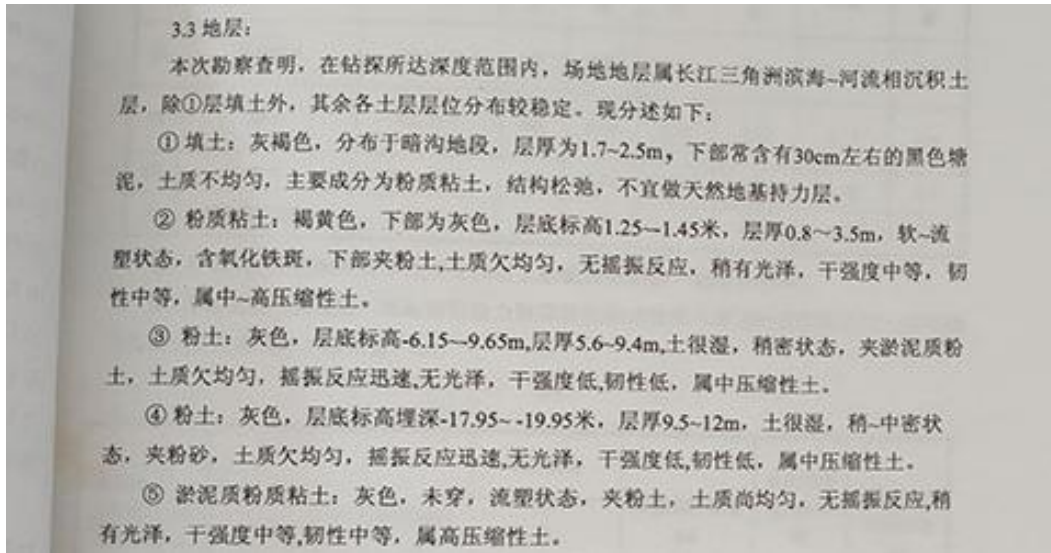 3.3 地层：
本次勘察查明，在钻探所达深度范围内，场地地层属长江三角洲滨海~河流相沉积土
层，除①层填土外，其余各土层层位分布较稳定。现分述如下：
① 填土：灰褐色，分布于暗沟地段，层厚为1.7~2.5m，下部常含有30cm左右的黑色塘
泥，土质不均匀，主要成分为粉质粘土，结构松弛，不宜做天然地基持力层。
② 粉质粘土：褐黄色，下部为灰色，层底标高1.25~-1.45米，层厚0.8～3.5m，软~流
塑状态，含氧化铁斑，下部夹粉土,土质欠均匀，无摇振反应，稍有光泽，干强度中等，韧
性中等，属中~高压缩性土。
③ 粉土：灰色，层底标高-6.15~-9.65m,层厚5.6~9.4m,土很湿，稍密状态，夹淤泥质粉
土，土质欠均匀，摇振反应迅速,无光泽，干强度低,韧性低，属中压缩性土。
④ 粉土：灰色，层底标高埋深-17.95~ -19.95米，层厚9.5~12m，土很湿，稍~中密状
态，夹粉砂，土质欠均匀，摇振反应迅速,无光泽，干强度低,韧性低，属中压缩性土。
⑤ 淤泥质粉质粘土：灰色，未穿，流塑状态，夹粉土，土质尚均匀，无摇振反应,稍
有光泽，干强度中等,韧性中等，属高压缩性土。